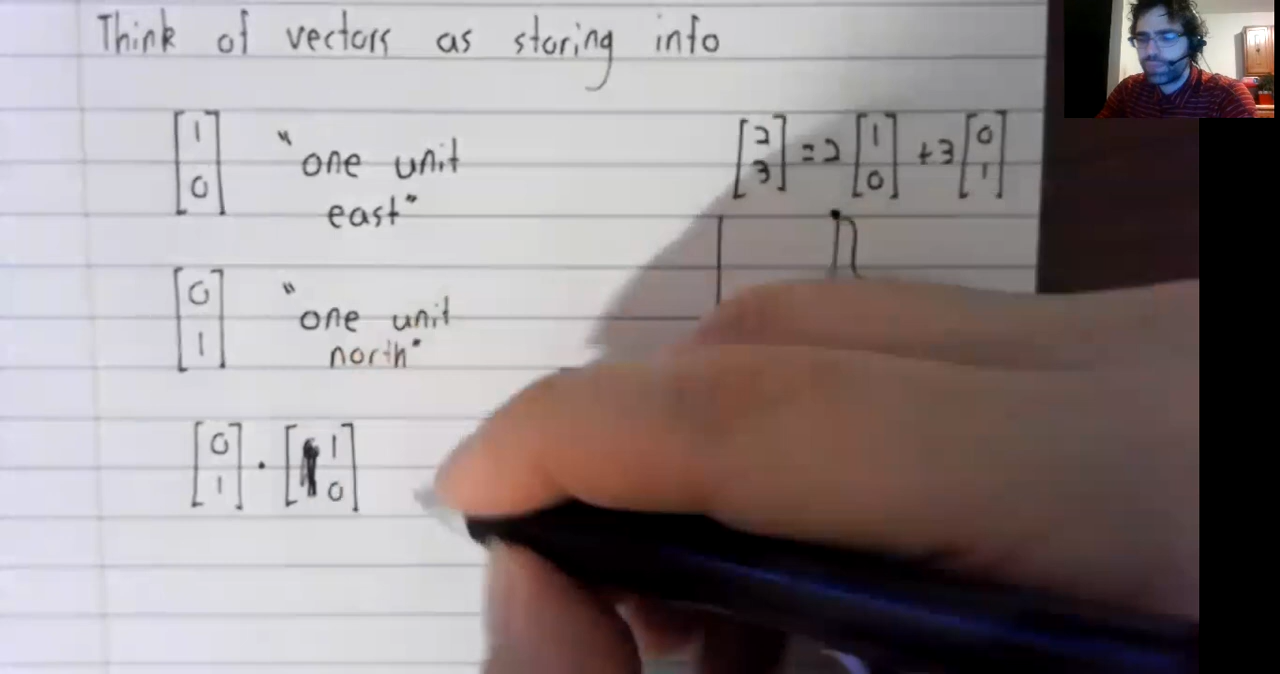 Think of vectors as storing info
[1 0] "one unit east"
[2 3] = 2 [1 0] + 3 [0 1]
[0 1] "one unit north"
[0 1] · [1 0]